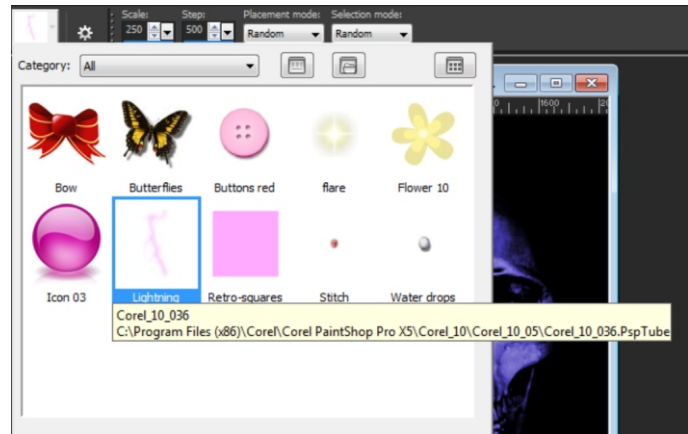 Scale: Step: Placement mode: Selection mode:
250 500 Random Random
Category: All
1600
Bow Butterflies Buttons red flare Flower 10
Icon 03 Lightning Retro-squares Stitch Water drops
Corel_10_036
C:\Program Files (x86)\Corel\Corel PaintShop Pro X5\Corel_10\Corel_10_05\Corel_10_036.PspTube